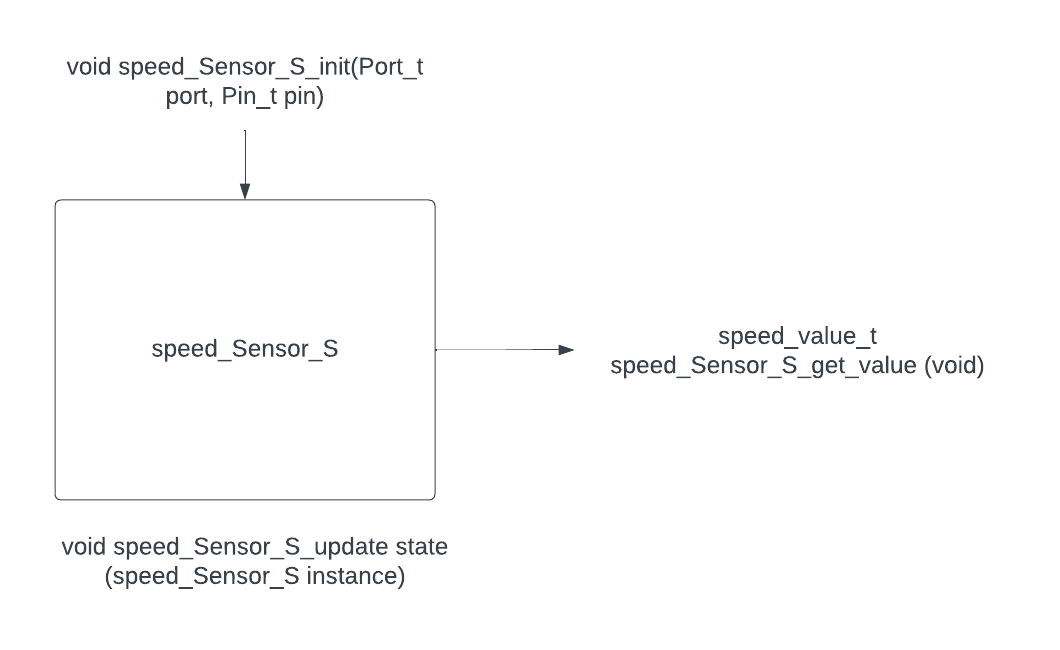 void speed_Sensor_S_init(Port_t
port, Pin_t pin)
speed_Sensor_S
speed_value_t
speed_Sensor_S_get_value (void)
void speed_Sensor_S_update state
(speed_Sensor_S instance)